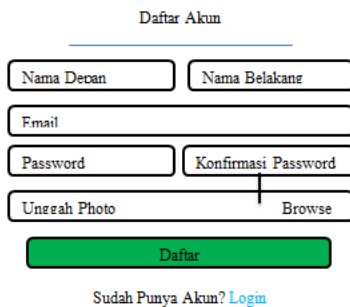 Daftar Akun
Nama Depan Nama Belakang
Email
Password Konfirmasi Password
Unggah Photo Browse
Daftar
Sudah Punya Akun? Login